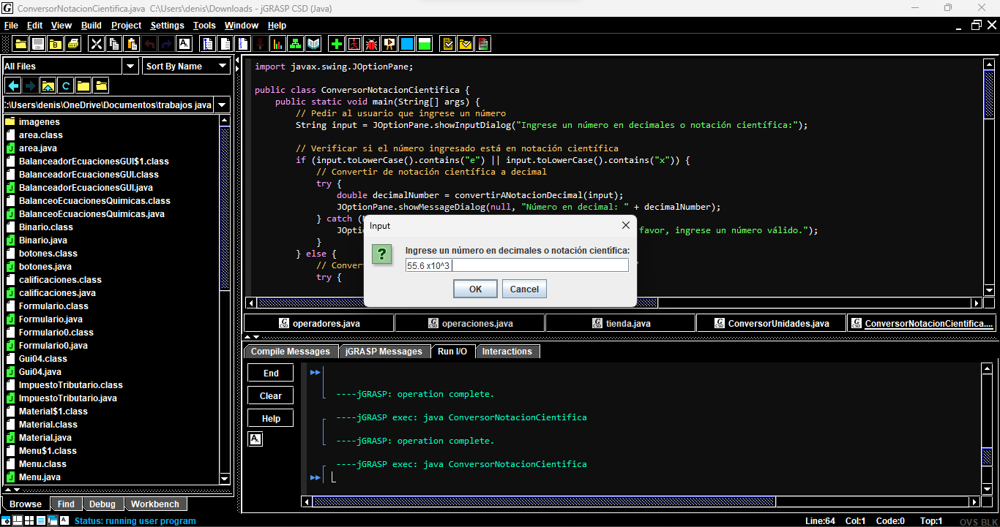 ConversorNotacionCientifica.java C:\Users\denis\Downloads - jGRASP CSD (Java)
File Edit View Build Project Settings Tools Window Help
All Files
Sort By Name
:\Users\denis\OneDrive\Documentos\trabajos java
imagenes
area.class
area.java
BalanceadorEcuacionesGUI$1.class
BalanceadorEcuacionesGUI.class
BalanceadorEcuacionesGUI.java
BalanceoEcuacionesQuimicas.class
BalanceoEcuacionesQuimicas.java
Binario.class
Binario.java
botones.class
botones.java
calificaciones.class
calificaciones.java
Formulario.class
Formulario.java
Formulario0.class
Formulario0.java
Gui04.class
Gui04.java
ImpuestoTributario.class
ImpuestoTributario.java
Material$1.class
Material.class
Material.java
Menu$1.class
Menu.class
Menu.java
Browse Find Debug Workbench
import javax.swing.JOptionPane;
public class ConversorNotacionCientifica {
public static void main(String[] args) {
// Pedir al usuario que ingrese un número
String input = JOptionPane.showInputDialog("Ingrese un número en decimales o notación científica:");
// Verificar si el número ingresado está en notación científica
if (input.toLowerCase().contains("e") || input.toLowerCase().contains("x")) {
// Convertir de notación científica a decimal
try {
double decimalNumber = convertirANotacionDecimal(input);
JOptionPane.showMessageDialog(null, "Número en decimal: " + decimalNumber);
} catch (
JOpti favor, ingrese un número válido.");
}
} else {
// Conver
try {
Input
Ingrese un número en decimales o notación científica:
55.6 x10^3
OK Cancel
operadores.java operaciones.java tienda.java ConversorUnidades.java ConversorNotacionCientifica....
Compile Messages jGRASP Messages Run I/O Interactions
End
Clear
Help
----jGRASP: operation complete.
----jGRASP exec: java ConversorNotacionCientifica
----jGRASP: operation complete.
----jGRASP exec: java ConversorNotacionCientifica
Status: running user program
Line:64 Col:1 Code:0 Top:1 OVS BLK